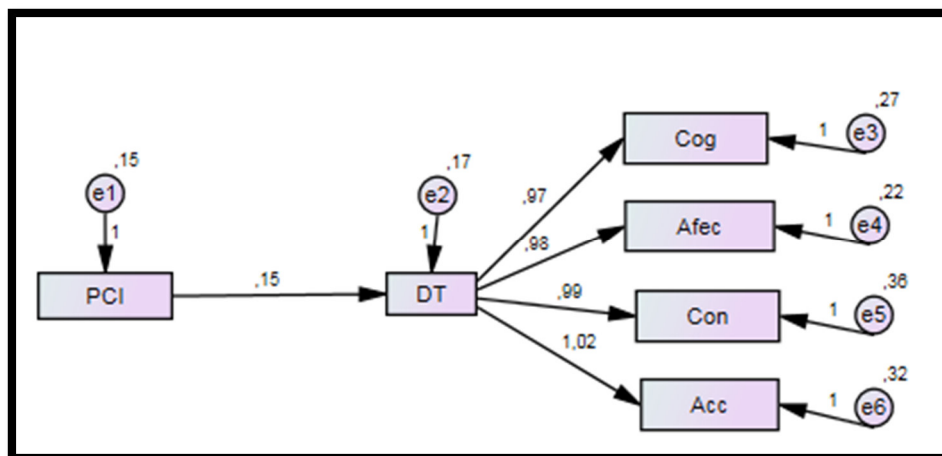 ,27
Cog
1
e3
,15
e1
1
,17
e2
1
,97
,22
Afec
1
e4
,98
PCI
,15
DT
,99
,36
Con
1
e5
1,02
,32
Acc
1
e6